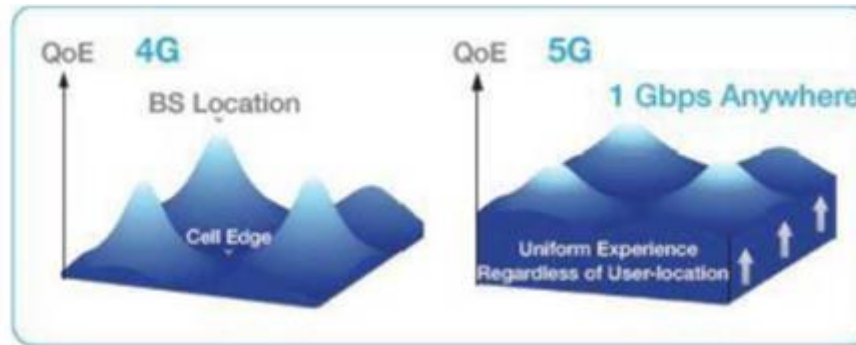 QoE 4G
BS Location
Cell Edge
QoE 5G
1 Gbps Anywhere
Uniform Experience
Regardless of User-location